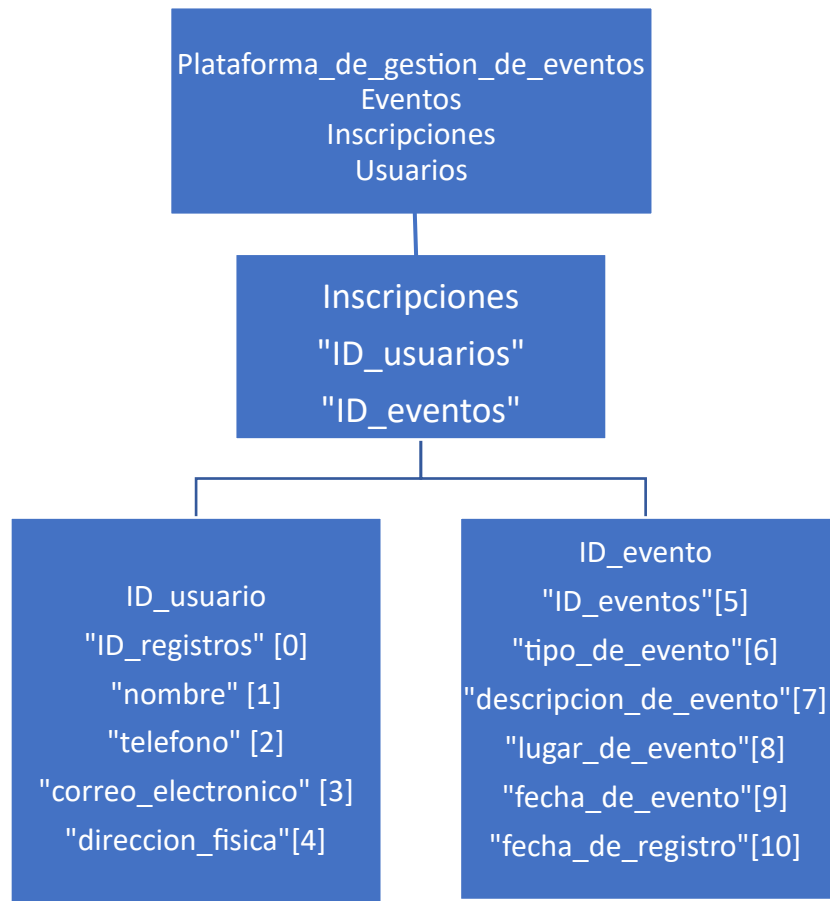 Plataforma_de_gestion_de_eventos
Eventos
Inscripciones
Usuarios
Inscripciones
"ID_usuarios"
"ID_eventos"
ID_usuario
"ID_registros" [0]
"nombre" [1]
"telefono" [2]
"correo_electronico" [3]
"direccion_fisica"[4]
ID_evento
"ID_eventos"[5]
"tipo_de_evento"[6]
"descripcion_de_evento"[7]
"lugar_de_evento"[8]
"fecha_de_evento"[9]
"fecha_de_registro"[10]